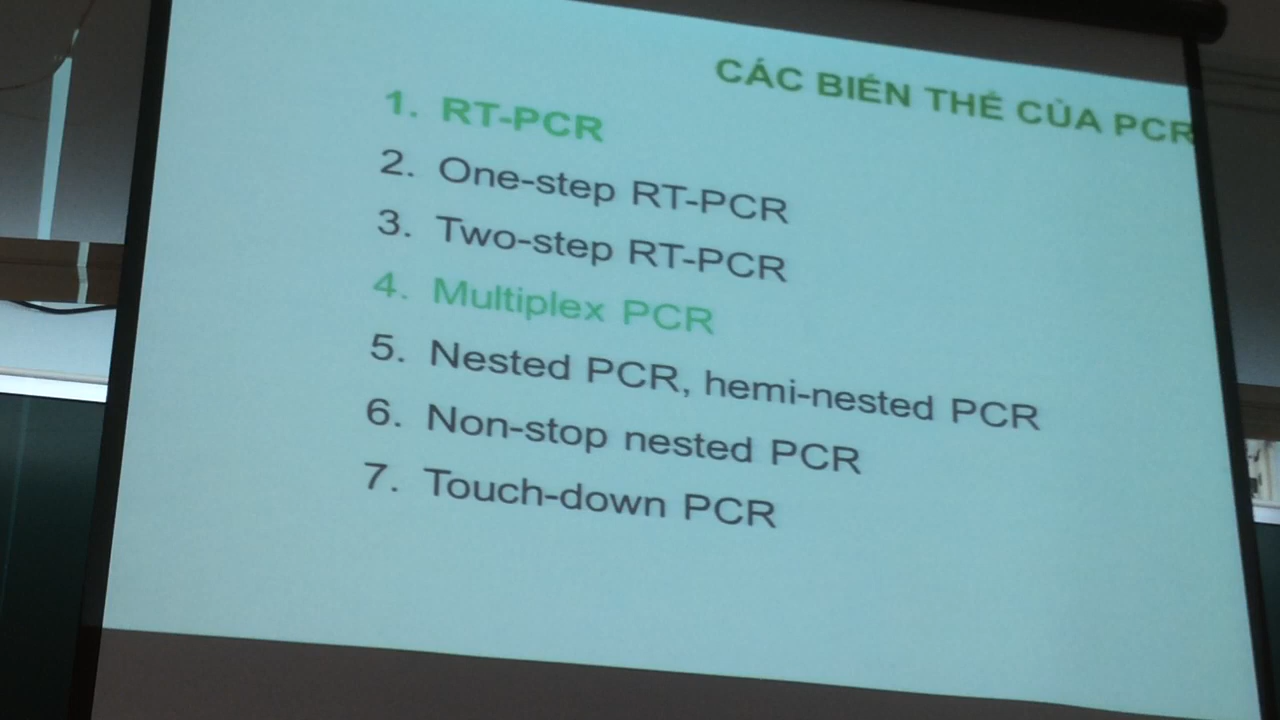 CÁC BIẾN THỂ CỦA PCR
1. RT-PCR
2. One-step RT-PCR
3. Two-step RT-PCR
4. Multiplex PCR
5. Nested PCR, hemi-nested PCR
6. Non-stop nested PCR
7. Touch-down PCR